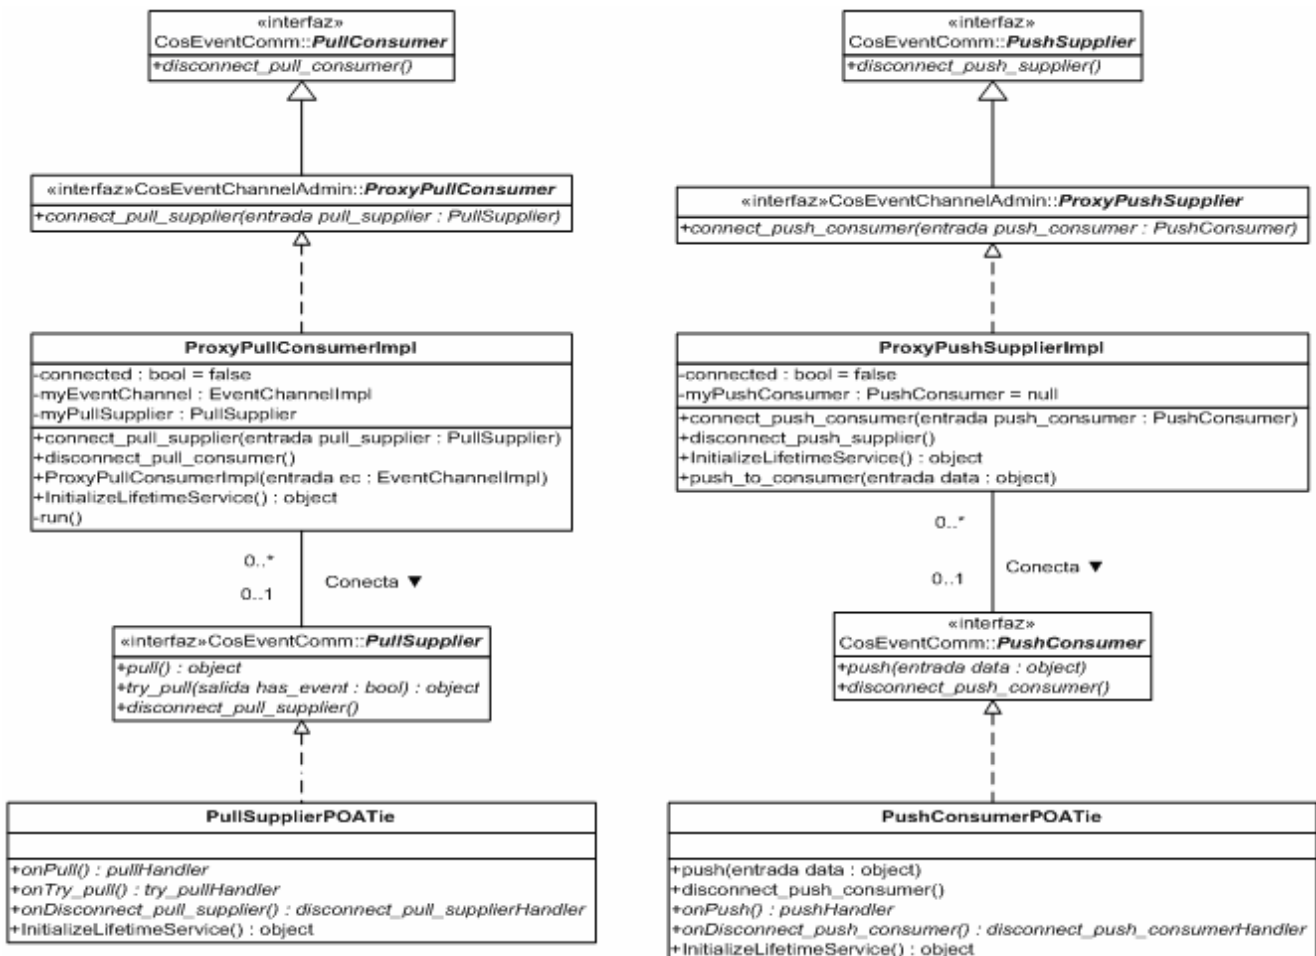 «interfaz»
CosEventComm::PullConsumer
+disconnect_pull_consumer()
«interfaz»CosEventChannelAdmin::ProxyPullConsumer
+connect_pull_supplier(entrada pull_supplier : PullSupplier)
ProxyPullConsumerImpl
-connected : bool = false
-myEventChannel : EventChannelImpl
-myPullSupplier : PullSupplier
+connect_pull_supplier(entrada pull_supplier : PullSupplier)
+disconnect_pull_consumer()
+ProxyPullConsumerImpl(entrada ec : EventChannelImpl)
+InitializeLifetimeService() : object
-run()
0..*
0..1
Conecta ▼
«interfaz»CosEventComm::PullSupplier
+pull() : object
+try_pull(salida has_event : bool) : object
+disconnect_pull_supplier()
PullSupplierPOATie
+onPull() : pullHandler
+onTry_pull() : try_pullHandler
+onDisconnect_pull_supplier() : disconnect_pull_supplierHandler
+InitializeLifetimeService() : object
«interfaz»
CosEventComm::PushSupplier
+disconnect_push_supplier()
«interfaz»CosEventChannelAdmin::ProxyPushSupplier
+connect_push_consumer(entrada push_consumer : PushConsumer)
ProxyPushSupplierImpl
-connected : bool = false
-myPushConsumer : PushConsumer = null
+connect_push_consumer(entrada push_consumer : PushConsumer)
+disconnect_push_supplier()
+InitializeLifetimeService() : object
+push_to_consumer(entrada data : object)
0..*
0..1
Conecta ▼
«interfaz»
CosEventComm::PushConsumer
+push(entrada data : object)
+disconnect_push_consumer()
PushConsumerPOATie
+push(entrada data : object)
+disconnect_push_consumer()
+onPush() : pushHandler
+onDisconnect_push_consumer() : disconnect_push_consumerHandler
+InitializeLifetimeService() : object